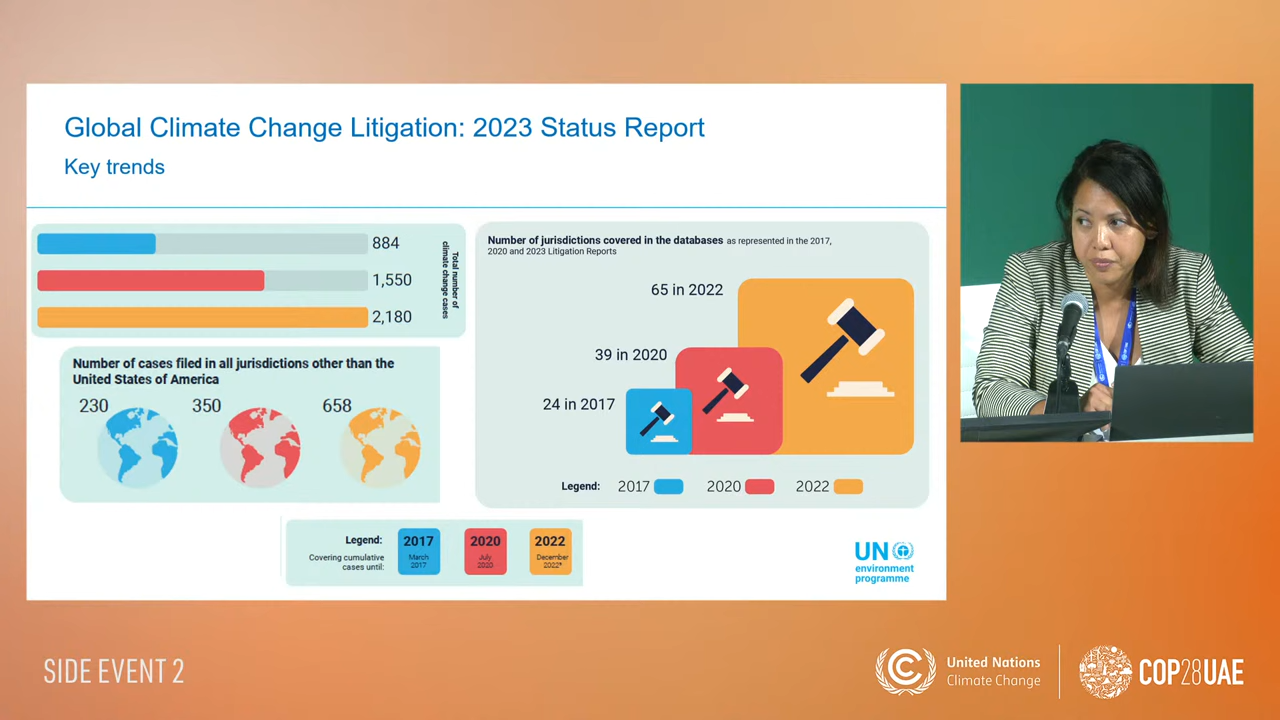 Global Climate Change Litigation: 2023 Status Report
Key trends
884
1,550
2,180
Total number of
climate change cases
Number of cases filed in all jurisdictions other than the
United States of America
230
350
658
Number of jurisdictions covered in the databases as represented in the 2017,
2020 and 2023 Litigation Reports
65 in 2022
39 in 2020
24 in 2017
Legend: 2017 2020 2022
Legend:
Covering cumulative
cases until:
2017
March
2017
2020
July
2020
2022
December
2022*
UN
environment
programme
SIDE EVENT 2
United Nations
Climate Change
COP28UAE